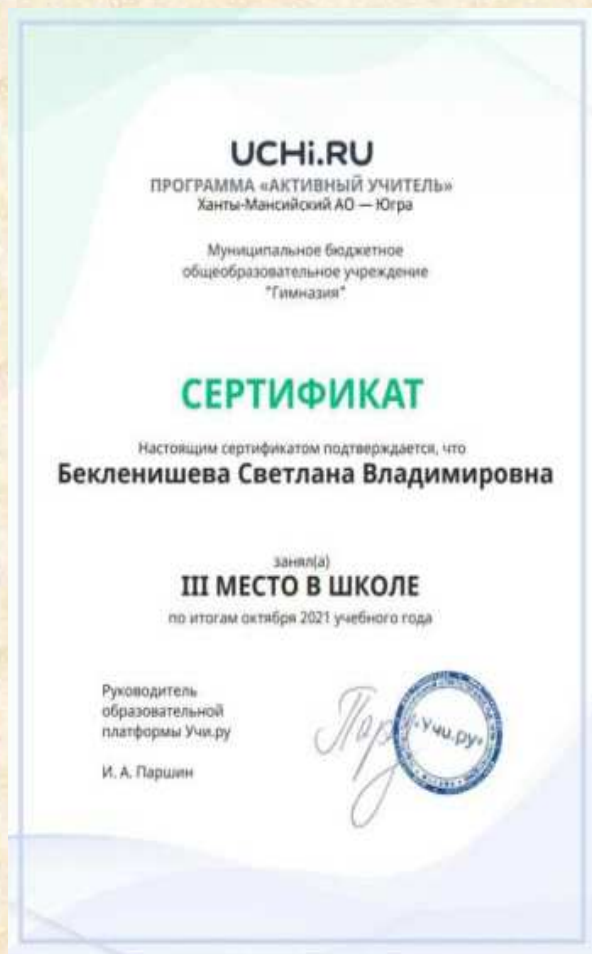 UCHi.RU
ПРОГРАММА «АКТИВНЫЙ УЧИТЕЛЬ»
Ханты-Мансийский АО — Югра
Муниципальное бюджетное
общеобразовательное учреждение
"Гимназия"
СЕРТИФИКАТ
Настоящим сертификатом подтверждается, что
Бекленишева Светлана Владимировна
занял(а)
III МЕСТО В ШКОЛЕ
по итогам октября 2021 учебного года
Руководитель
образовательной
платформы Учи.ру
И. А. Паршин
«Учи.ру»